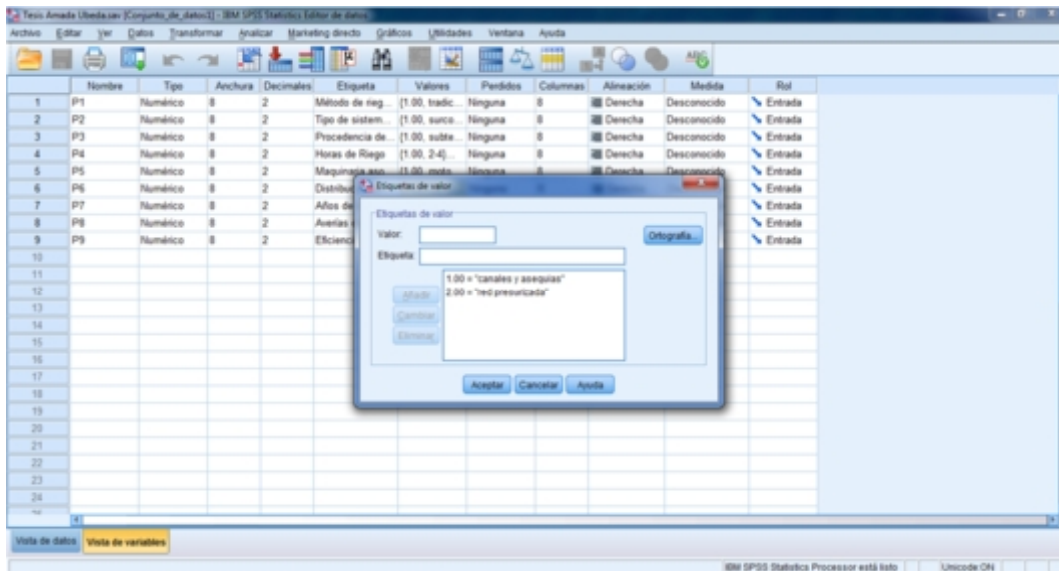 Tesis Amada Ubeda.sav [Conjunto_de_datos1] - IBM SPSS Statistics Editor de datos
Archivo Editar Ver Datos Transformar Analizar Marketing directo Gráficos Utilidades Ventana Ayuda
Nombre Tipo Anchura Decimales Etiqueta Valores Perdidos Columnas Alineación Medida Rol
1 P1 Numérico 8 2 Método de rieg... {1.00, tradic... Ninguna 8 Derecha Desconocido Entrada
2 P2 Numérico 8 2 Tipo de sistem... {1.00, surco... Ninguna 8 Derecha Desconocido Entrada
3 P3 Numérico 8 2 Procedencia de... {1.00, subte... Ninguna 8 Derecha Desconocido Entrada
4 P4 Numérico 8 2 Horas de Riego {1.00, 2-4}... Ninguna 8 Derecha Desconocido Entrada
5 P5 Numérico 8 2 Maquinaria {1.00, moto... Ninguna 8 Derecha Desconocido Entrada
6 P6 Numérico 8 2 Entrada
7 P7 Numérico 8 2 Años de Entrada
8 P8 Numérico 8 2 Averías Entrada
9 P9 Numérico 8 2 Entrada
10
11
12
13
14
15
16
17
18
19
20
21
22
23
24
Etiquetas de valor
Etiquetas de valor
Valor: Ortografía...
Etiqueta:
1.00 = "canales y asequias"
2.00 = "red presurizada"
Añadir
Cambiar
Eliminar
Aceptar Cancelar Ayuda
Vista de datos Vista de variables
IBM SPSS Statistics Processor está listo Unicode:ON